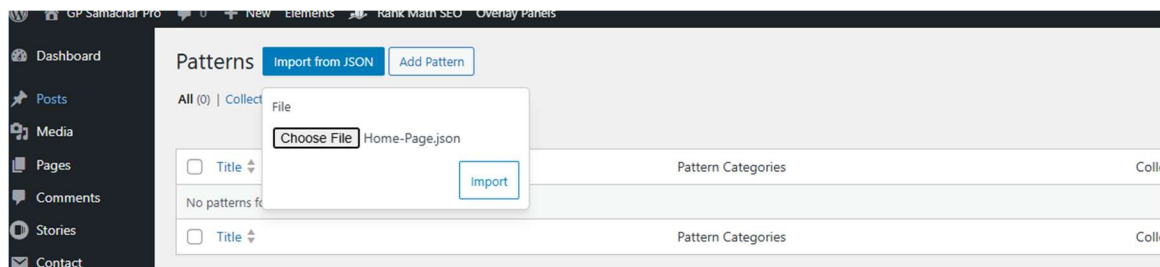 GP Samachar Pro 0 New Elements Rank Math SEO Overlay Panels
Dashboard
Posts
Media
Pages
Comments
Stories
Contact
Patterns Import from JSON Add Pattern
All (0) | Collect
File
Choose File Home-Page.json
Import
Title Pattern Categories Coll
No patterns fo
Title Pattern Categories Coll